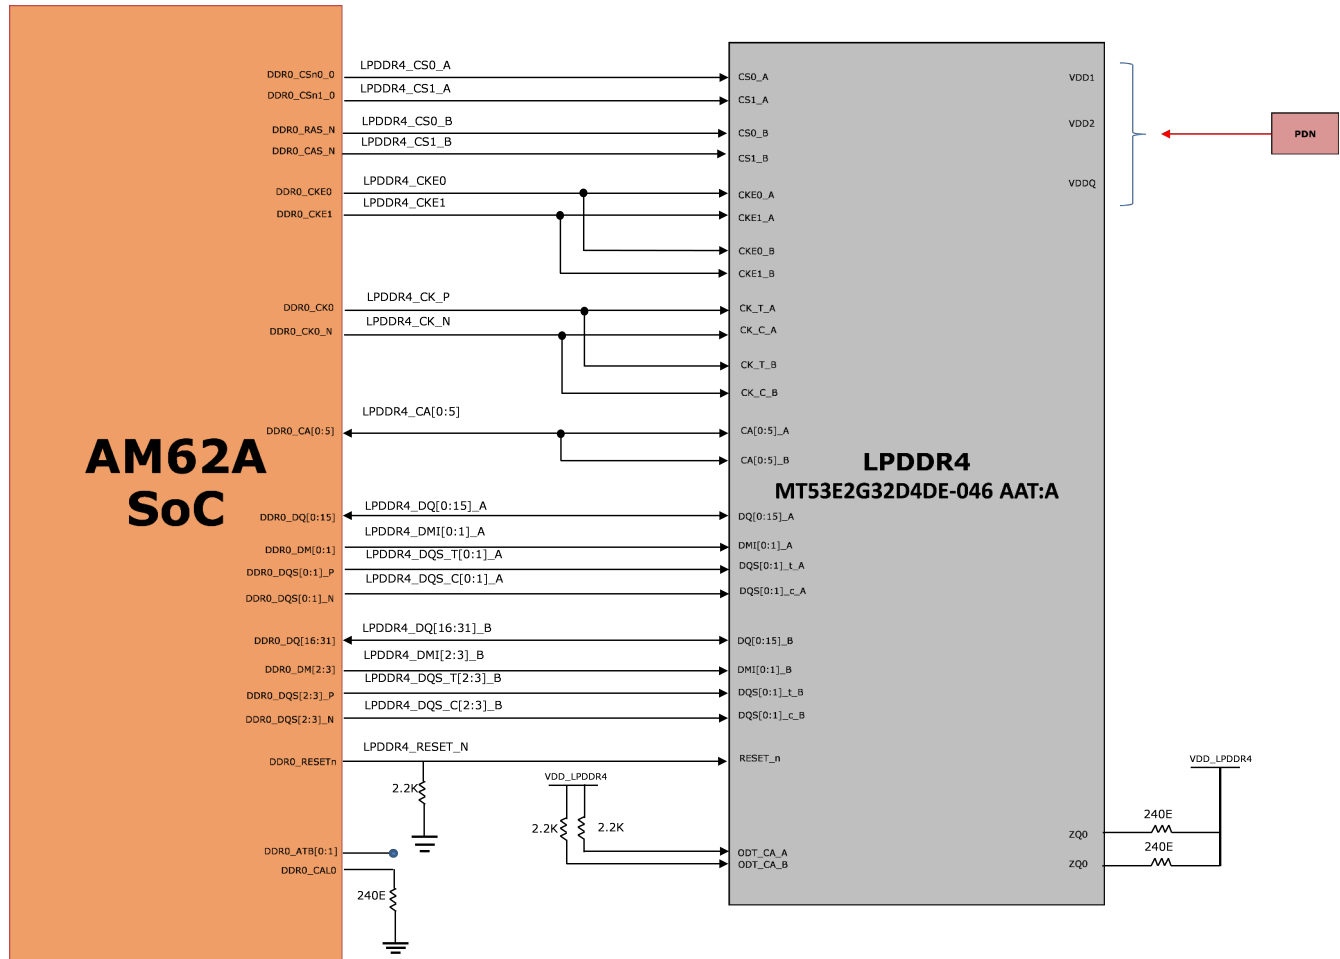 DDR0_CSn0_0
LPDDR4_CS0_A
CS0_A
DDR0_CSn1_0
LPDDR4_CS1_A
CS1_A
DDR0_RAS_N
LPDDR4_CS0_B
CS0_B
DDR0_CAS_N
LPDDR4_CS1_B
CS1_B
DDR0_CKE0
LPDDR4_CKE0
CKE0_A
DDR0_CKE1
LPDDR4_CKE1
CKE1_A
CKE0_B
CKE1_B
DDR0_CK0
LPDDR4_CK_P
CK_T_A
DDR0_CK0_N
LPDDR4_CK_N
CK_C_A
CK_T_B
CK_C_B
DDR0_CA[0:5]
LPDDR4_CA[0:5]
CA[0:5]_A
CA[0:5]_B
AM62A
SoC
LPDDR4
MT53E2G32D4DE-046 AAT:A
VDD1
VDD2
VDDQ
PDN
DDR0_DQ[0:15]
LPDDR4_DQ[0:15]_A
DQ[0:15]_A
DDR0_DM[0:1]
LPDDR4_DMI[0:1]_A
DMI[0:1]_A
DDR0_DQS[0:1]_P
LPDDR4_DQS_T[0:1]_A
DQS[0:1]_t_A
DDR0_DQS[0:1]_N
LPDDR4_DQS_C[0:1]_A
DQS[0:1]_c_A
DDR0_DQ[16:31]
LPDDR4_DQ[16:31]_B
DQ[0:15]_B
DDR0_DM[2:3]
LPDDR4_DMI[2:3]_B
DMI[0:1]_B
DDR0_DQS[2:3]_P
LPDDR4_DQS_T[2:3]_B
DQS[0:1]_t_B
DDR0_DQS[2:3]_N
LPDDR4_DQS_C[2:3]_B
DQS[0:1]_c_B
DDR0_RESETn
LPDDR4_RESET_N
RESET_n
2.2K
VDD_LPDDR4
2.2K
2.2K
DDR0_ATB[0:1]
DDR0_CAL0
240E
ODT_CA_A
ODT_CA_B
VDD_LPDDR4
ZQ0
240E
ZQ0
240E